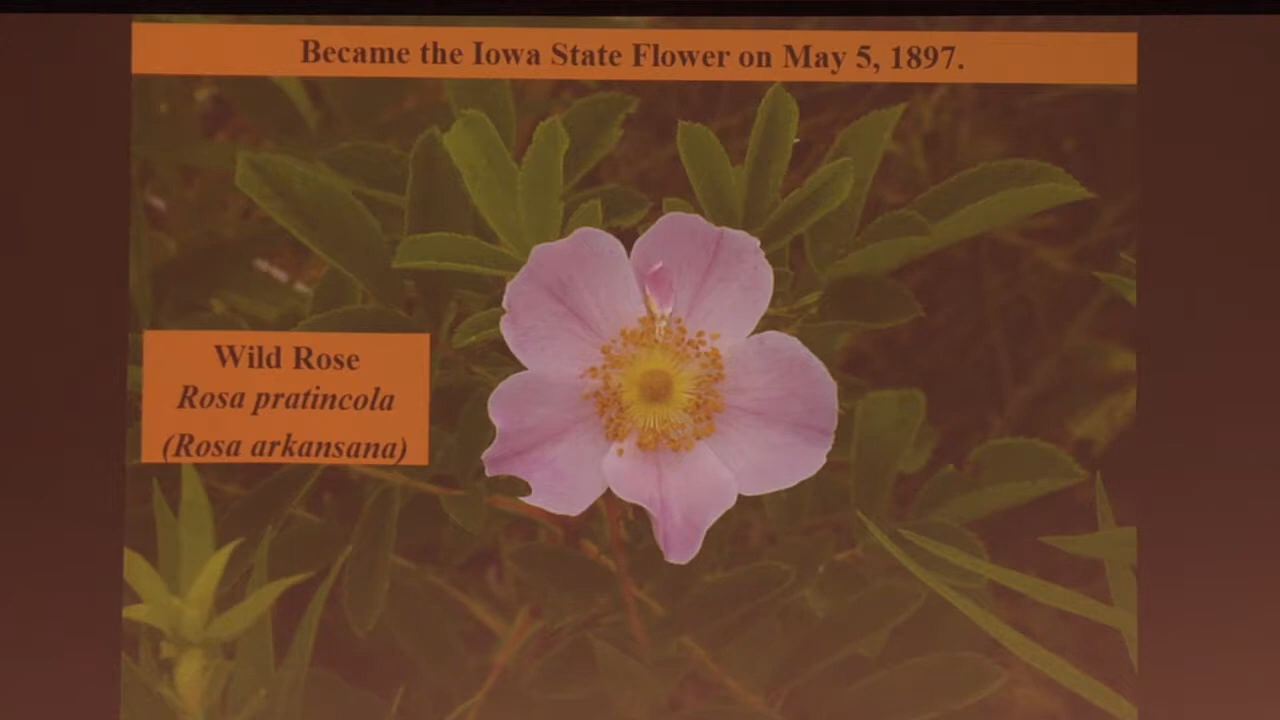 Became the Iowa State Flower on May 5, 1897.
Wild Rose
Rosa pratincola
(Rosa arkansana)